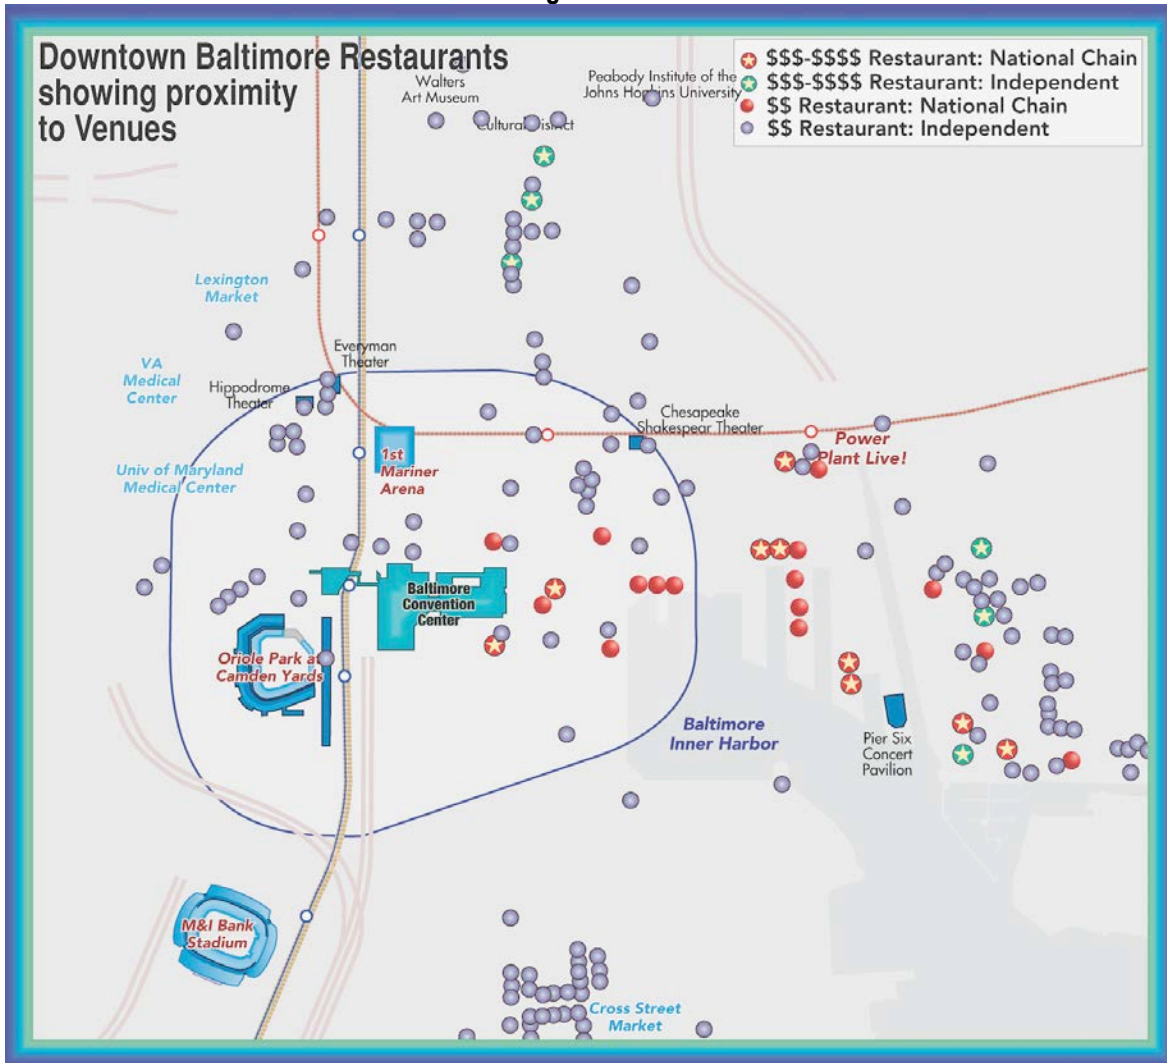 Downtown Baltimore Restaurants
showing proximity
to Venues
$$$-$$$$ Restaurant: National Chain
$$$-$$$$ Restaurant: Independent
$$ Restaurant: National Chain
$$ Restaurant: Independent
Walters
Art Museum
Peabody Institute of the
Johns Hopkins University
Cultural District
Lexington
Market
Everyman
Theater
VA
Medical
Center
Hippodrome
Theater
Chesapeake
Shakespear Theater
Power
Plant Live!
1st
Mariner
Arena
Univ of Maryland
Medical Center
Baltimore
Convention
Center
Oriole Park at
Camden Yards
Baltimore
Inner Harbor
Pier Six
Concert
Pavilion
M&I Bank
Stadium
Cross Street
Market